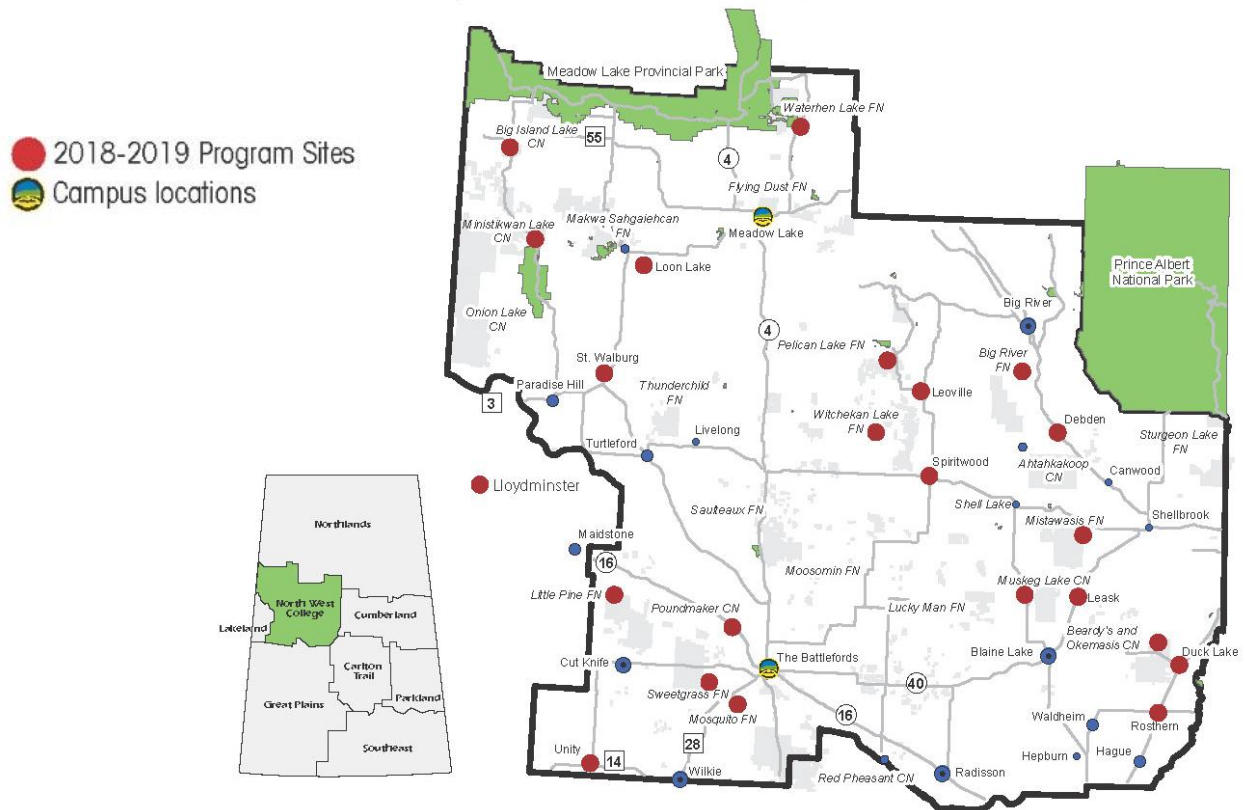 2018-2019 Program Sites
Campus locations
Meadow Lake Provincial Park
Waterhen Lake FN
Big Island Lake
CN
55
4
Flying Dust FN
Makwa Sahgaiehcan
FN
Ministikwan Lake
CN
Meadow Lake
Loon Lake
Prince Albert
National Park
Big River
Onion Lake
CN
4
Pelican Lake FN
Big River
FN
St. Walburg
Paradise Hill
3
Thunderchild
FN
Leoville
Witchekan Lake
FN
Debden
Livelong
Turtleford
Sturgeon Lake
FN
Ahtahkakoop
CN
Canwood
Spiritwood
Lloydminster
Saulteaux FN
Shell Lake
Mistawasis FN
Shellbrook
Maidstone
16
Moosomin FN
Little Pine FN
Poundmaker CN
Lucky Man FN
Muskeg Lake CN
Leask
Beardy's and
Okemasis CN
Cut Knife
The Battlefords
Blaine Lake
Duck Lake
Sweetgrass FN
40
Mosquito FN
16
Waldheim
Rosthern
28
Unity
14
Wilkie
Red Pheasant CN
Radisson
Hepburn
Hague
Northlands
North West
College
Lakeland
Cumberland
Carlton
Trail
Parkland
Great Plains
Southeast